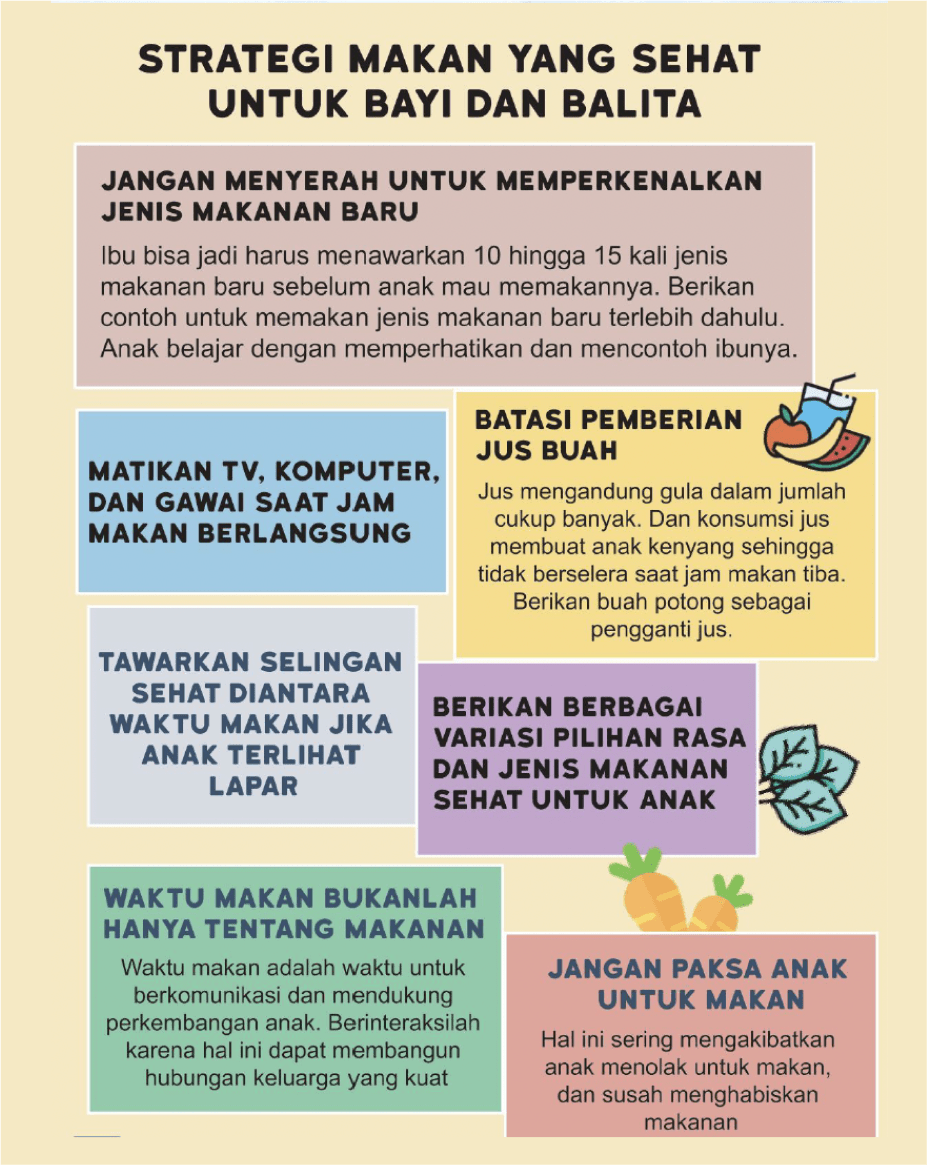 STRATEGI MAKAN YANG SEHAT
UNTUK BAYI DAN BALITA
JANGAN MENYERAH UNTUK MEMPERKENALKAN
JENIS MAKANAN BARU
Ibu bisa jadi harus menawarkan 10 hingga 15 kali jenis
makanan baru sebelum anak mau memakannya. Berikan
contoh untuk memakan jenis makanan baru terlebih dahulu.
Anak belajar dengan memperhatikan dan mencontoh ibunya.
MATIKAN TV, KOMPUTER,
DAN GAWAI SAAT JAM
MAKAN BERLANGSUNG
BATASI PEMBERIAN
JUS BUAH
Jus mengandung gula dalam jumlah
cukup banyak. Dan konsumsi jus
membuat anak kenyang sehingga
tidak berselera saat jam makan tiba.
Berikan buah potong sebagai
pengganti jus.
TAWARKAN SELINGAN
SEHAT DIANTARA
WAKTU MAKAN JIKA
ANAK TERLIHAT
LAPAR
BERIKAN BERBAGAI
VARIASI PILIHAN RASA
DAN JENIS MAKANAN
SEHAT UNTUK ANAK
WAKTU MAKAN BUKANLAH
HANYA TENTANG MAKANAN
Waktu makan adalah waktu untuk
berkomunikasi dan mendukung
perkembangan anak. Berinteraksilah
karena hal ini dapat membangun
hubungan keluarga yang kuat
JANGAN PAKSA ANAK
UNTUK MAKAN
Hal ini sering mengakibatkan
anak menolak untuk makan,
dan susah menghabiskan
makanan